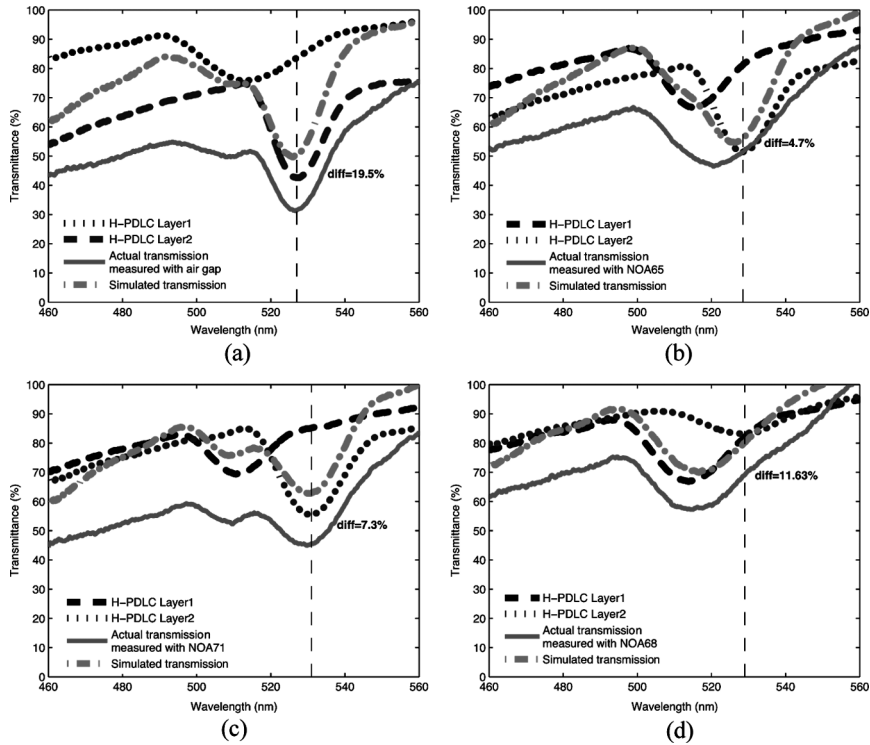 100
90
80
70
60
50
40
30
20
10
0
Transmittance (%)
diff=19.5%
H-PDLC Layer1
H-PDLC Layer2
Actual transmission
measured with air gap
Simulated transmission
460 480 500 520 540 560
Wavelength (nm)
(a)
100
90
80
70
60
50
40
30
20
10
0
Transmittance (%)
diff=4.7%
H-PDLC Layer1
H-PDLC Layer2
Actual transmission
measured with NOA65
Simulated transmission
460 480 500 520 540 560
Wavelength (nm)
(b)
100
90
80
70
60
50
40
30
20
10
0
Transmittance (%)
diff=7.3%
H-PDLC Layer1
H-PDLC Layer2
Actual transmission
measured with NOA71
Simulated transmission
460 480 500 520 540 560
Wavelength (nm)
(c)
100
90
80
70
60
50
40
30
20
10
0
Transmittance (%)
diff=11.63%
H-PDLC Layer1
H-PDLC Layer2
Actual transmission
measured with NOA68
Simulated transmission
460 480 500 520 540 560
Wavelength (nm)
(d)